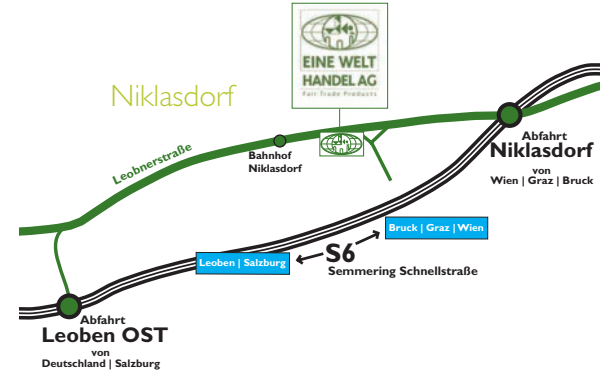 EINE WELT
HANDEL AG
Fair Trade Products
Niklasdorf
Leobnerstraße
Bahnhof
Niklasdorf
Abfahrt
Niklasdorf
von
Wien | Graz | Bruck
Bruck | Graz | Wien
Leoben | Salzburg
S6
Semmering Schnellstraße
Abfahrt
Leoben OST
von
Deutschland | Salzburg